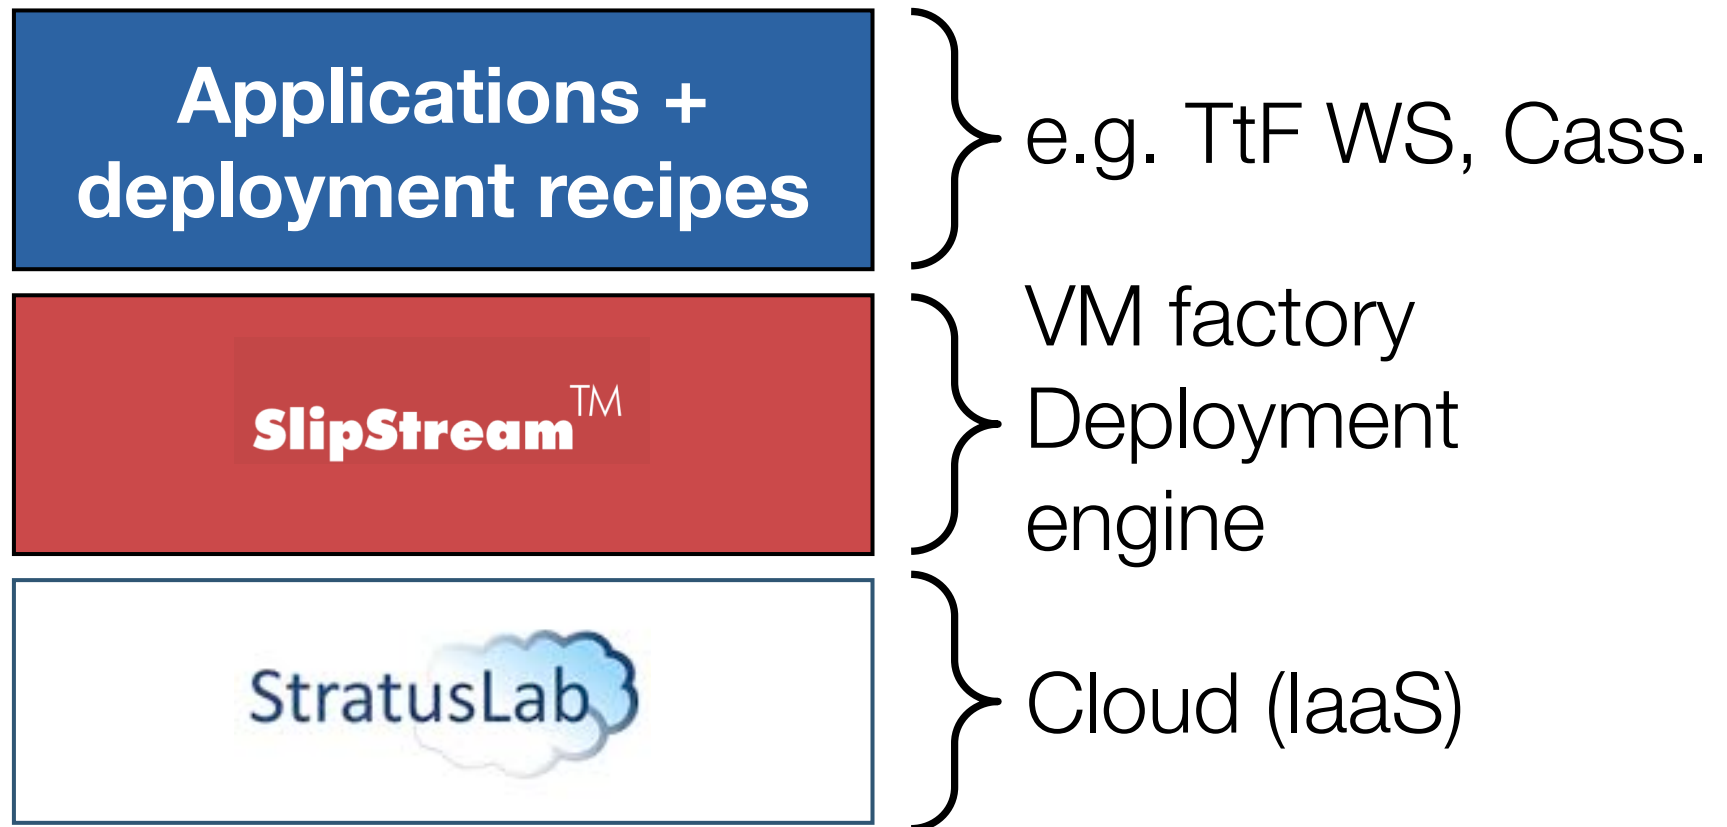 Applications +
deployment recipes
e.g. TtF WS, Cass.
SlipStream™
VM factory
Deployment
engine
StratusLab
Cloud (IaaS)